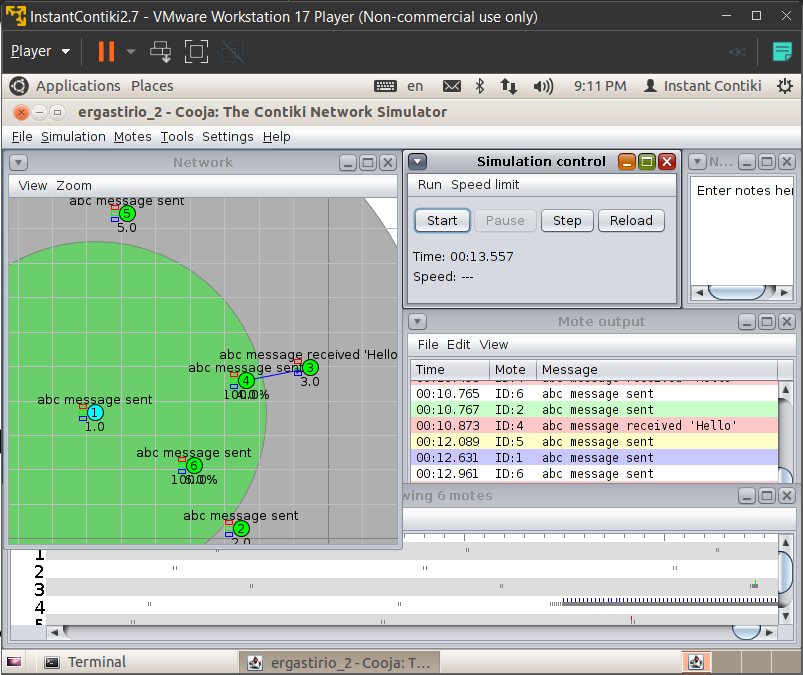 InstantContiki2.7 - VMware Workstation 17 Player (Non-commercial use only)
Player
Applications Places en 9:11 PM Instant Contiki
ergastirio_2 - Cooja: The Contiki Network Simulator
File Simulation Motes Tools Settings Help
Network
View Zoom
abc message sent
5
5.0
abc message received 'Hello
3
3.0
abc message sent
4
abc message sent
1
1.0
abc message sent
6
abc message sent
2
2.0
Simulation control
Run Speed limit
Start Pause Step Reload
Time: 00:13.557
Speed: ---
N...
Enter notes her
Mote output
File Edit View
Time Mote Message
00:10.765 ID:6 abc message sent
00:10.767 ID:2 abc message sent
00:10.873 ID:4 abc message received 'Hello'
00:12.089 ID:5 abc message sent
00:12.631 ID:1 abc message sent
00:12.961 ID:6 abc message sent
wing 6 motes
1
2
3
4
5
Terminal
ergastirio_2 - Cooja: T...